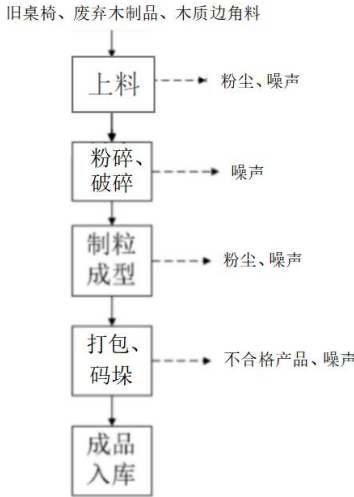 旧桌椅、废弃木制品、木质边角料
上料
粉尘、噪声
粉碎、
破碎
噪声
制粒
成型
粉尘、噪声
打包、
码垛
不合格产品、噪声
成品
入库